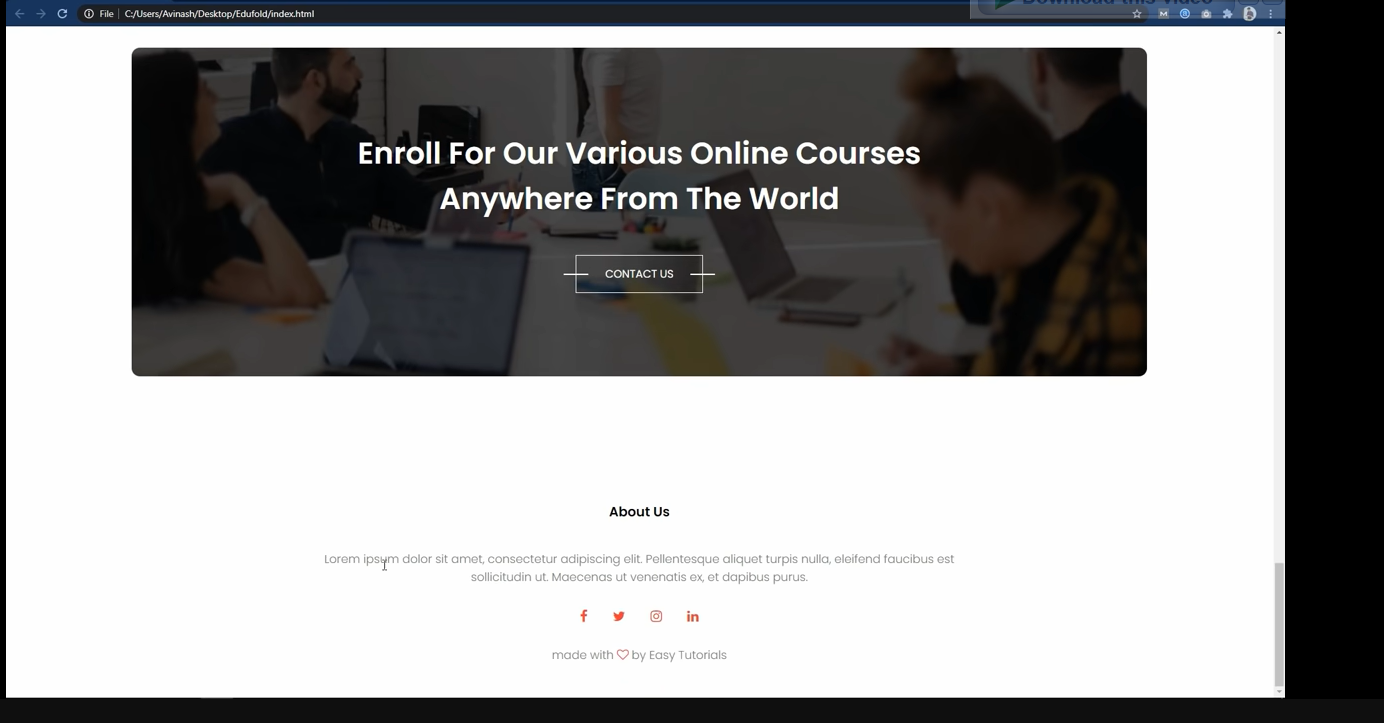 Download this video
File C:/Users/Avinash/Desktop/Edufold/index.html
Enroll For Our Various Online Courses
Anywhere From The World
CONTACT US
About Us
Lorem ipsum dolor sit amet, consectetur adipiscing elit. Pellentesque aliquet turpis nulla, eleifend faucibus est
sollicitudin ut. Maecenas ut venenatis ex, et dapibus purus.
made with by Easy Tutorials